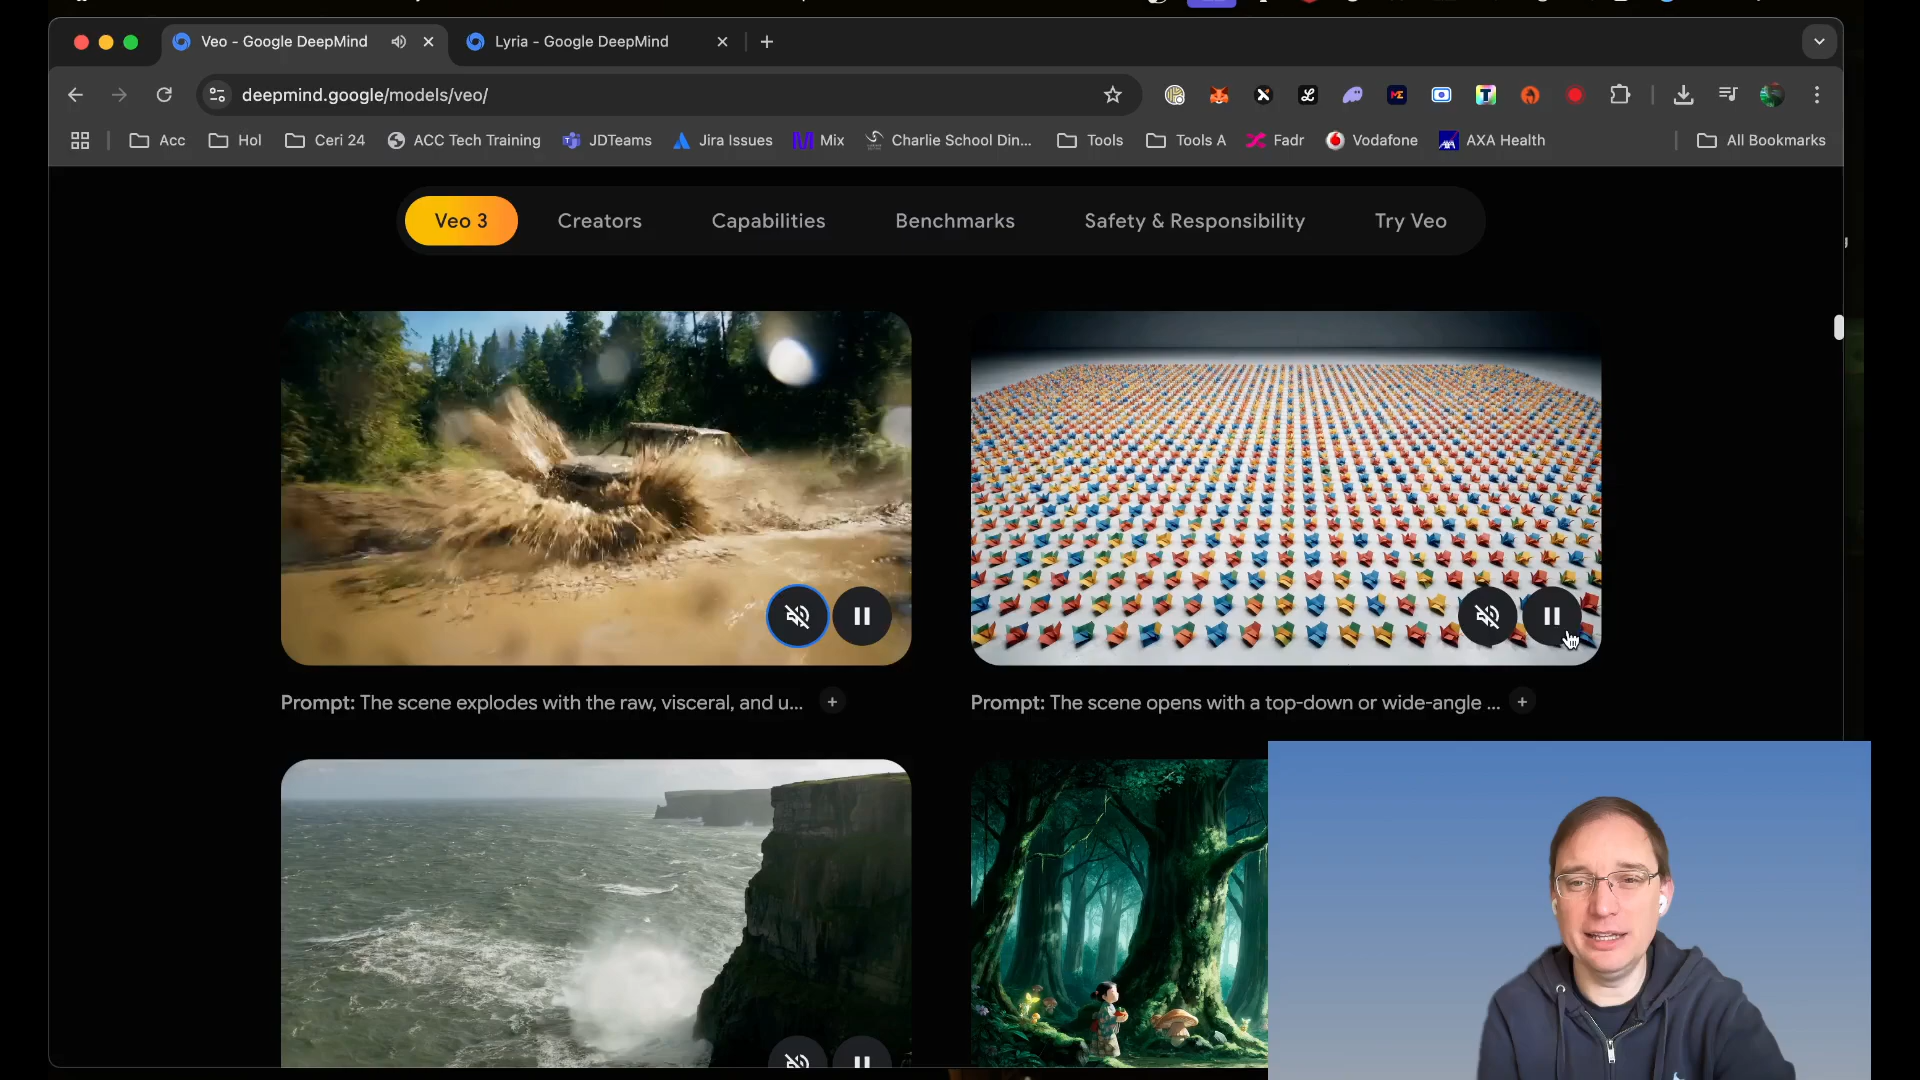 Veo - Google DeepMind
Lyria - Google DeepMind
deepmind.google/models/veo/
Acc
Hol
Ceri 24
ACC Tech Training
JDTeams
Jira Issues
Mix
Charlie School Din...
Tools
Tools A
Fadr
Vodafone
AXA Health
All Bookmarks
Veo 3
Creators
Capabilities
Benchmarks
Safety & Responsibility
Try Veo
Prompt: The scene explodes with the raw, visceral, and u...
Prompt: The scene opens with a top-down or wide-angle ...